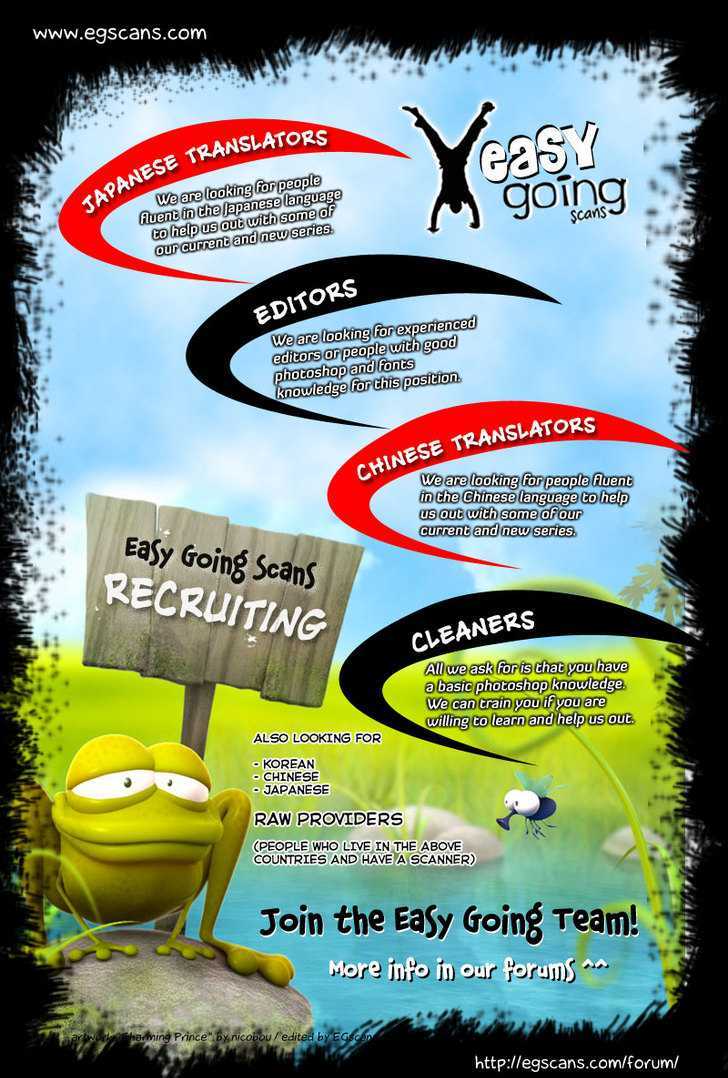 www.egscans.com
easy
going
scans
JAPANESE TRANSLATORS
We are looking for people
fluent in the Japanese language
to help us out with some of
our current and new series.
EDITORS
We are looking for experienced
editors or people with good
photoshop and fonts
knowledge for this position.
CHINESE TRANSLATORS
We are looking for people fluent
in the Chinese language to help
us out with some of our
current and new series.
Easy Going Scans
RECRUITING
CLEANERS
All we ask for is that you have
a basic photoshop knowledge.
We can train you if you are
willing to learn and help us out.
ALSO LOOKING FOR
- KOREAN
- CHINESE
- JAPANESE
RAW PROVIDERS
(PEOPLE WHO LIVE IN THE ABOVE
COUNTRIES AND HAVE A SCANNER)
Join the Easy Going Team!
More info in our forums ^^
artwork "Charming Prince" by nicobou / edited by EGscans
http://egscans.com/forum/